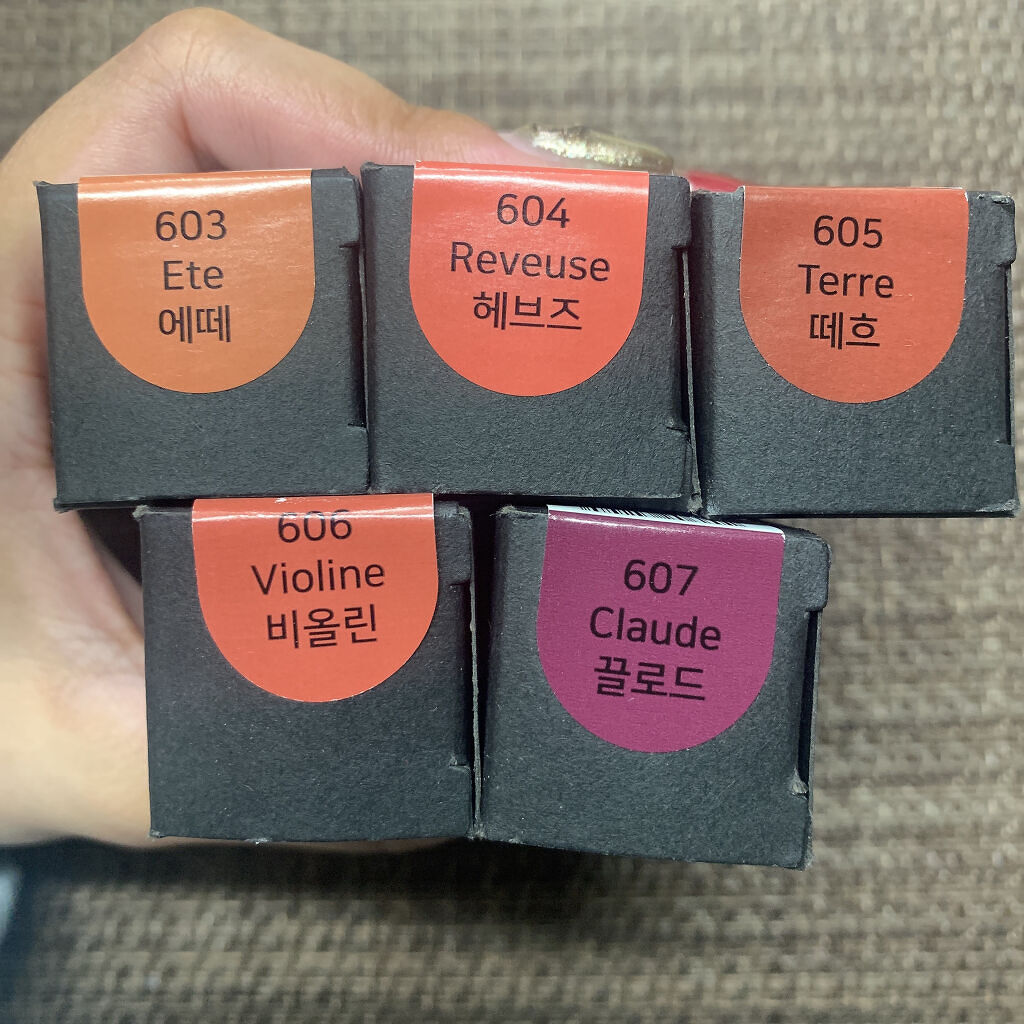 603
Ete
에떼
604
Reveuse
헤브즈
605
Terre
떼흐
606
Violine
비올린
607
Claude
끌로드